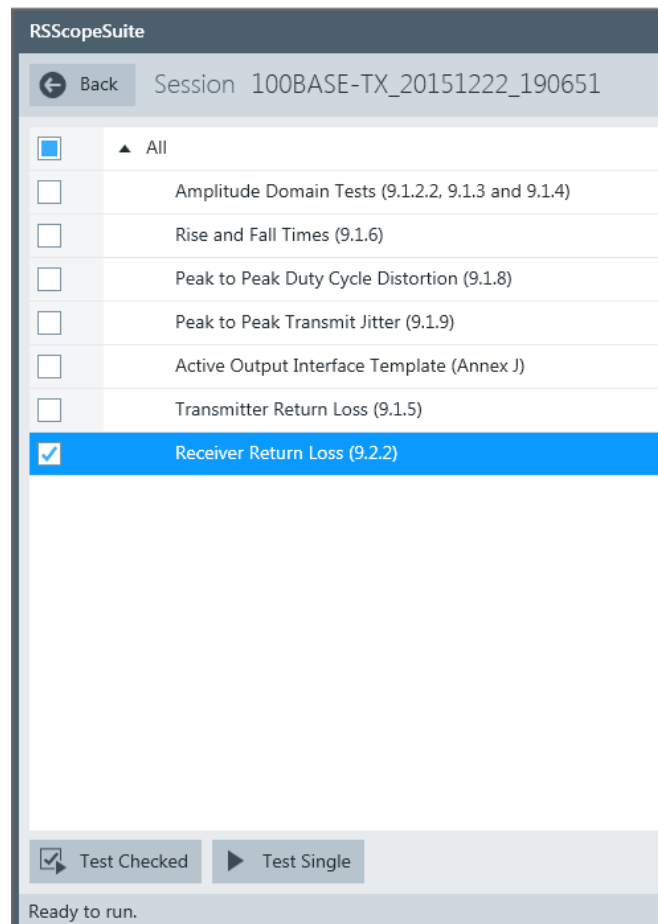 RSScopeSuite
Back Session 100BASE-TX_20151222_190651
All
Amplitude Domain Tests (9.1.2.2, 9.1.3 and 9.1.4)
Rise and Fall Times (9.1.6)
Peak to Peak Duty Cycle Distortion (9.1.8)
Peak to Peak Transmit Jitter (9.1.9)
Active Output Interface Template (Annex J)
Transmitter Return Loss (9.1.5)
Receiver Return Loss (9.2.2)
Test Checked Test Single
Ready to run.